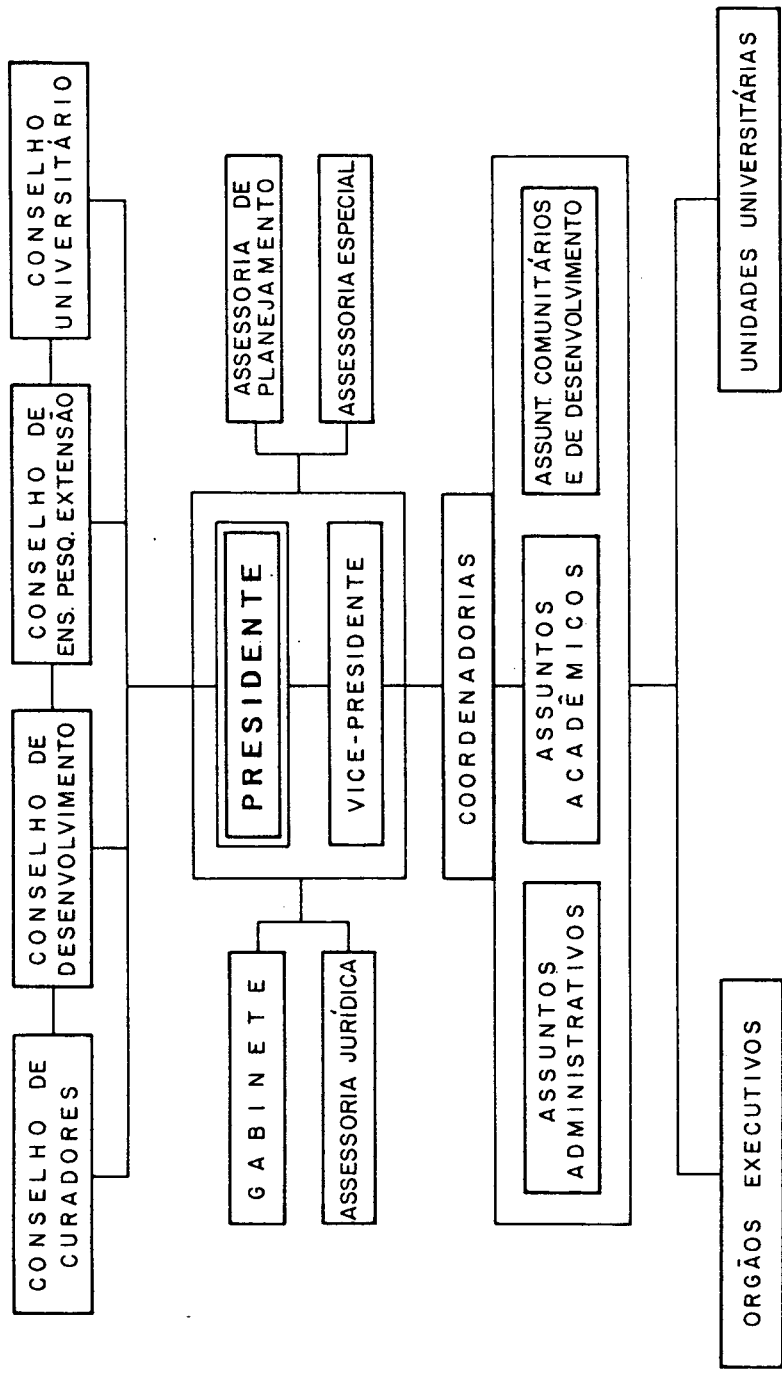 CONSELHO DE
CURADORES
CONSELHO DE
DESENVOLVIMENTO
CONSELHO DE
ENS. PESQ. EXTENSÃO
CONSELHO
UNIVERSITÁRIO
GABINETE
ASSESSORIA JURÍDICA
PRESIDENTE
VICE-PRESIDENTE
ASSESSORIA DE
PLANEJAMENTO
ASSESSORIA ESPECIAL
COORDENADORIAS
ASSUNTOS
ADMINISTRATIVOS
ASSUNTOS
ACADÊMICOS
ASSUNT. COMUNITÁRIOS
E DE DESENVOLVIMENTO
ORGÃOS EXECUTIVOS
UNIDADES UNIVERSITÁRIAS